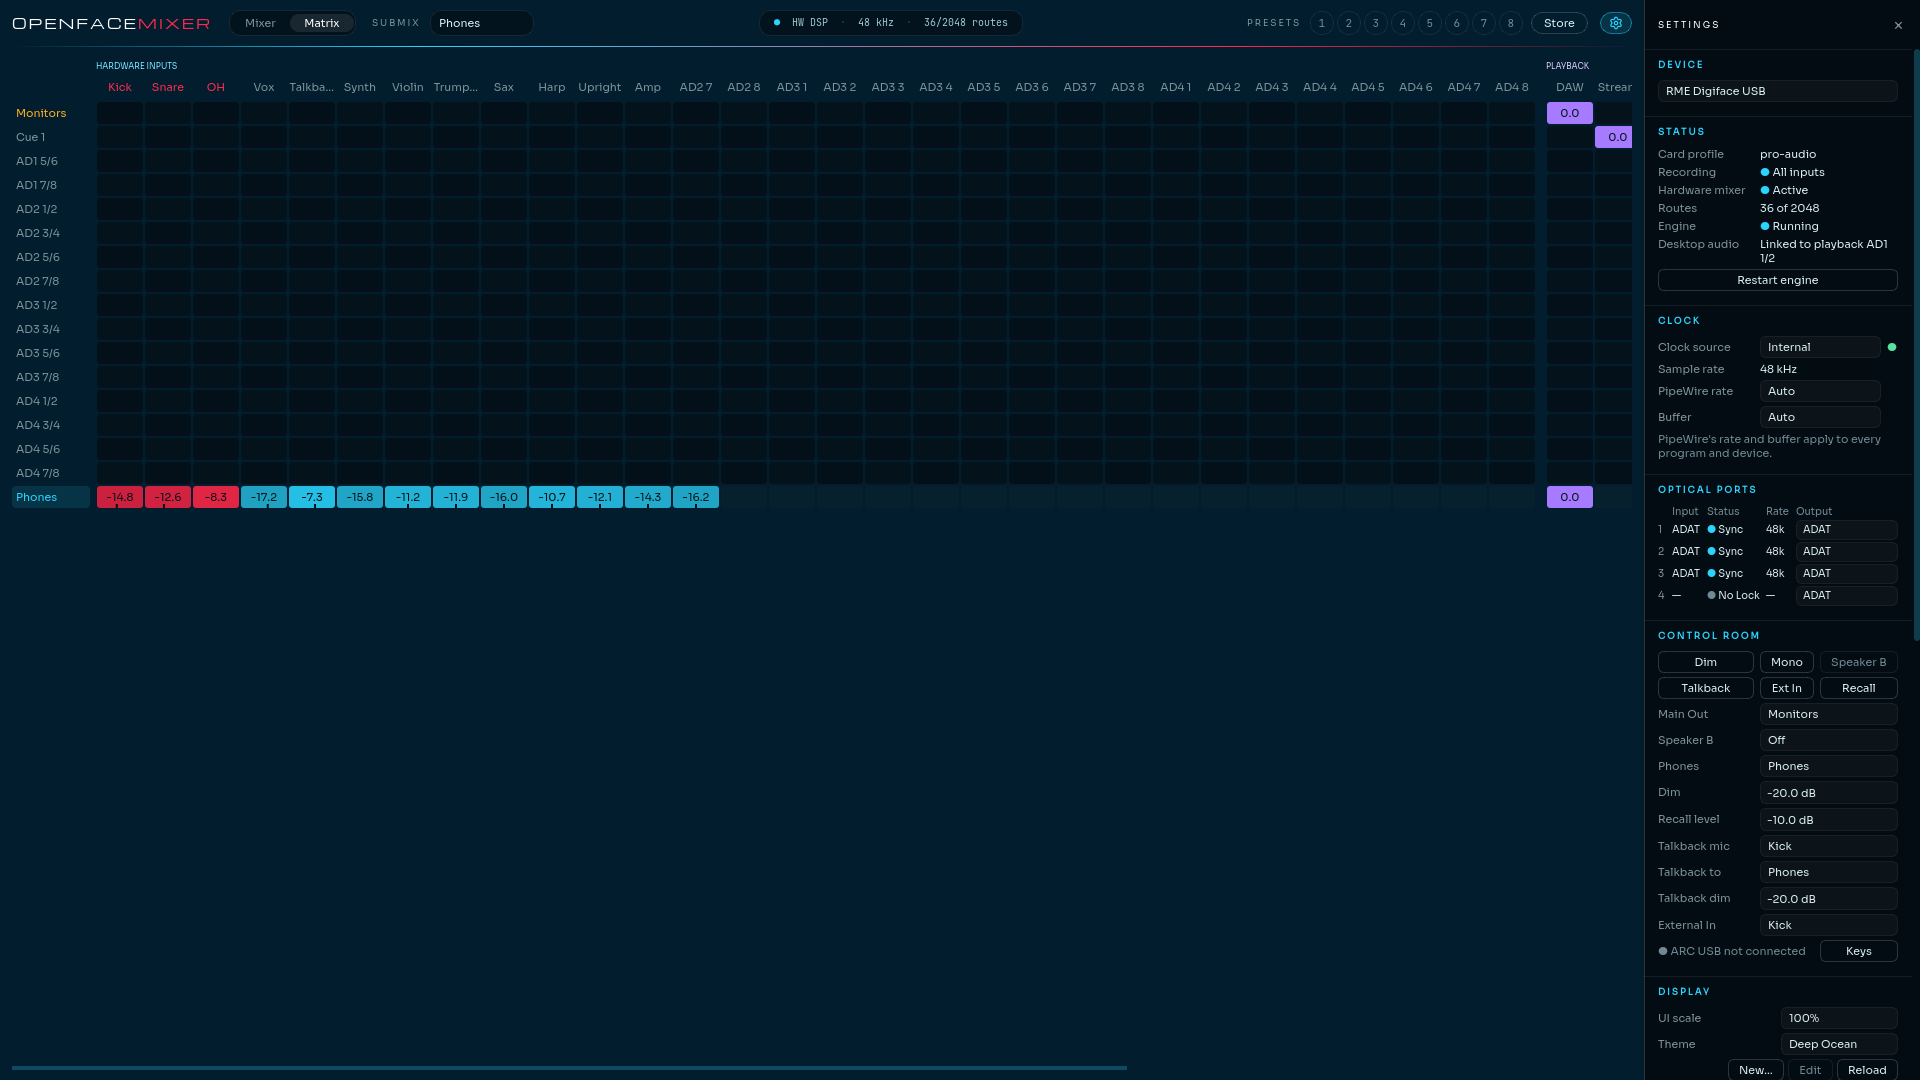 OPENFACEMIXER Mixer Matrix SUBMIX Phones HW DSP · 48 kHz · 36/2048 routes PRESETS 1 2 3 4 5 6 7 8 Store
HARDWARE INPUTS PLAYBACK
Kick Snare OH Vox Talkba... Synth Violin Trump... Sax Harp Upright Amp AD2 7 AD2 8 AD3 1 AD3 2 AD3 3 AD3 4 AD3 5 AD3 6 AD3 7 AD3 8 AD4 1 AD4 2 AD4 3 AD4 4 AD4 5 AD4 6 AD4 7 AD4 8 DAW
Monitors 0.0
Cue 1 0.0
AD1 5/6
AD1 7/8
AD2 1/2
AD2 3/4
AD2 5/6
AD2 7/8
AD3 1/2
AD3 3/4
AD3 5/6
AD3 7/8
AD4 1/2
AD4 3/4
AD4 5/6
AD4 7/8
Phones -14.8 -12.6 -8.3 -17.2 -7.3 -15.8 -11.2 -11.9 -16.0 -10.7 -12.1 -14.3 -16.2 0.0
SETTINGS ×
DEVICE
RME Digiface USB
STATUS
Card profile pro-audio
Recording All inputs
Hardware mixer Active
Routes 36 of 2048
Engine Running
Desktop audio Linked to playback AD1
1/2
Restart engine
CLOCK
Clock source Internal
Sample rate 48 kHz
PipeWire rate Auto
Buffer Auto
PipeWire's rate and buffer apply to every
program and device.
OPTICAL PORTS
Input Status Rate Output
1 ADAT Sync 48k ADAT
2 ADAT Sync 48k ADAT
3 ADAT Sync 48k ADAT
4 — No Lock — ADAT
CONTROL ROOM
Dim Mono Speaker B
Talkback Ext In Recall
Main Out Monitors
Speaker B Off
Phones Phones
Dim -20.0 dB
Recall level -10.0 dB
Talkback mic Kick
Talkback to Phones
Talkback dim -20.0 dB
External In Kick
ARC USB not connected Keys
DISPLAY
UI scale 100%
Theme Deep Ocean
New... Edit Reload